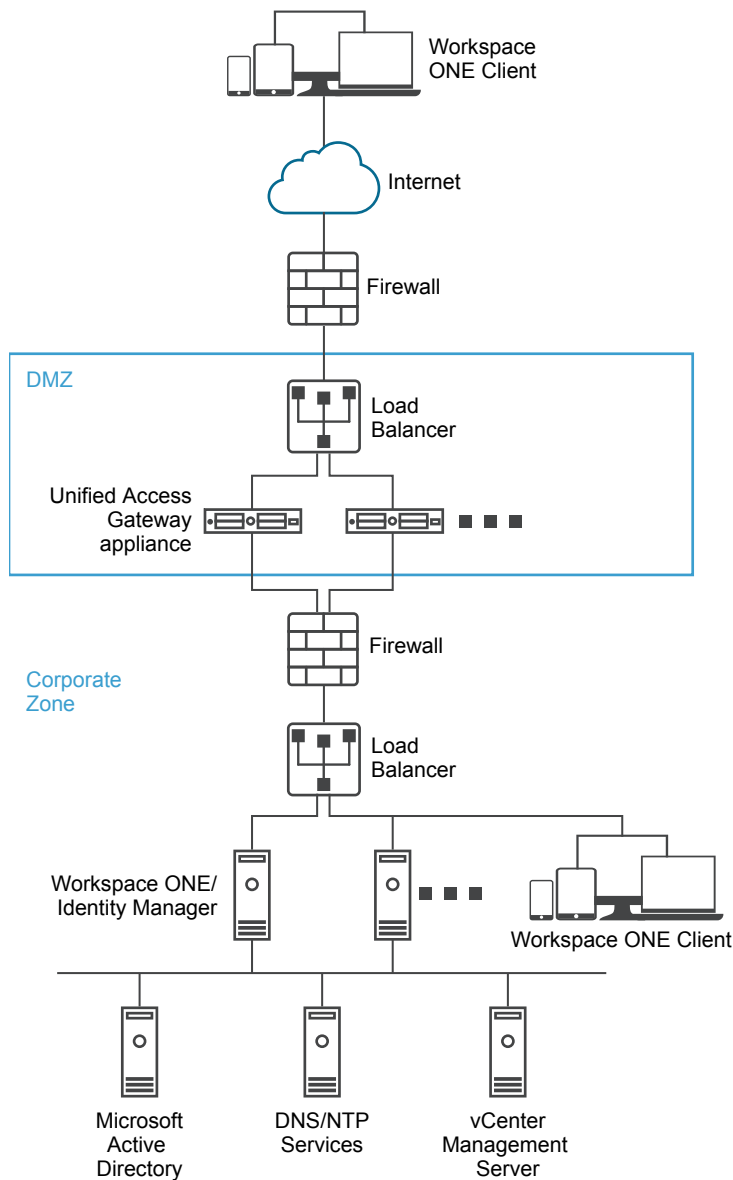 Workspace
ONE Client
Internet
Firewall
DMZ
Load
Balancer
Unified Access
Gateway
appliance
Firewall
Corporate
Zone
Load
Balancer
Workspace ONE/
Identity Manager
Workspace ONE Client
Microsoft
Active
Directory
DNS/NTP
Services
vCenter
Management
Server